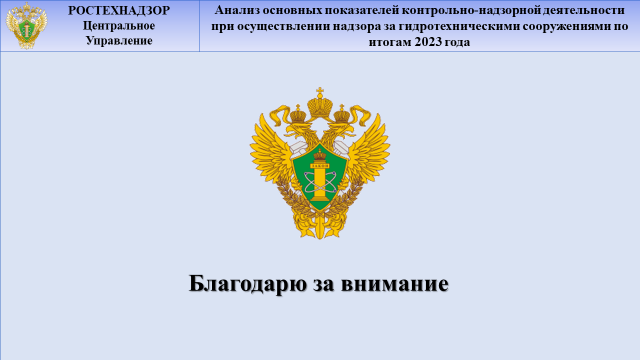 РОСТЕХНАДЗОР
Центральное
Управление
Анализ основных показателей контрольно-надзорной деятельности
при осуществлении надзора за гидротехническими сооружениями по
итогам 2023 года
Благодарю за внимание